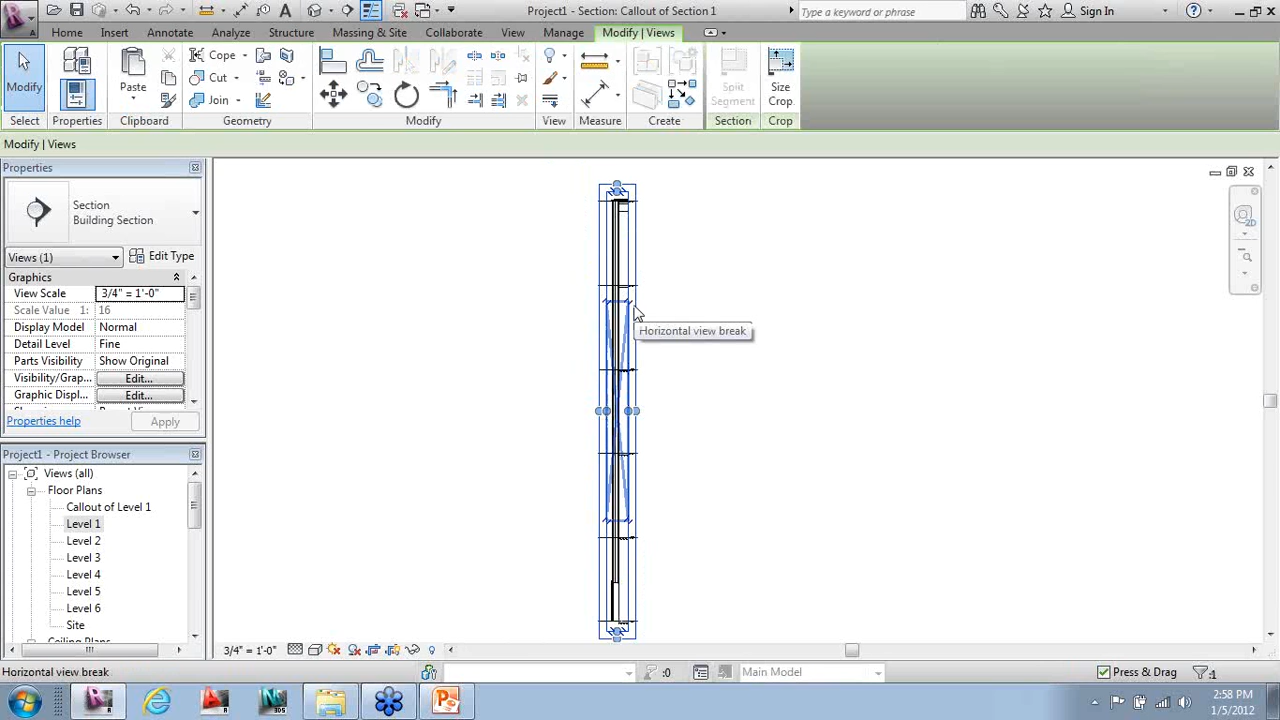 Project1 - Section: Callout of Section 1
Type a keyword or phrase
Sign In
Home
Insert
Annotate
Analyze
Structure
Massing & Site
Collaborate
View
Manage
Modify | Views
Modify
Paste
Cope
Cut
Join
Split
Segment
Size
Crop
Select
Properties
Clipboard
Geometry
Modify
View
Measure
Create
Section
Crop
Modify | Views
Properties
Section
Building Section
Views (1)
Edit Type
Graphics
View Scale
3/4" = 1'-0"
Scale Value 1:
16
Display Model
Normal
Detail Level
Fine
Parts Visibility
Show Original
Visibility/Grap...
Edit...
Graphic Displ...
Edit...
Properties help
Apply
Project1 - Project Browser
Views (all)
Floor Plans
Callout of Level 1
Level 1
Level 2
Level 3
Level 4
Level 5
Level 6
Site
Ceiling Plans
Horizontal view break
2D
3/4" = 1'-0"
Horizontal view break
:0
Main Model
Press & Drag
:1
2:58 PM
1/5/2012